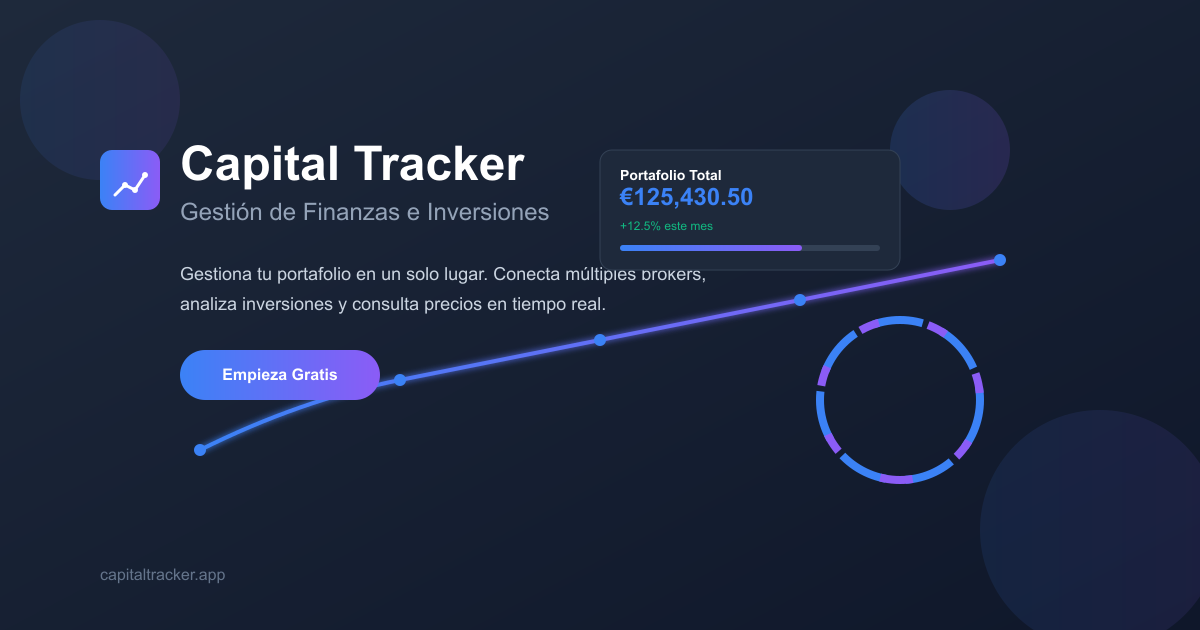 Capital Tracker
Gestión de Finanzas e Inversiones
Portafolio Total
€125,430.50
+12.5% este mes
Gestiona tu portafolio en un solo lugar. Conecta múltiples brokers,
analiza inversiones y consulta precios en tiempo real.
Empieza Gratis
capitaltracker.app